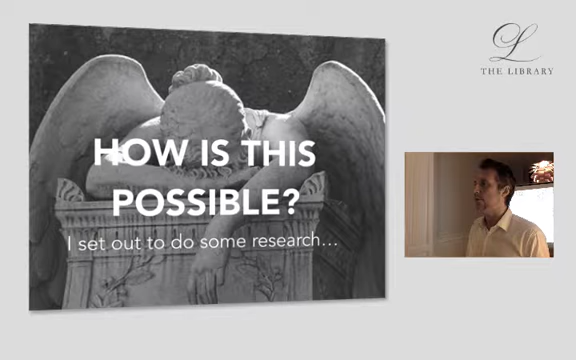 HOW IS THIS
POSSIBLE?
I set out to do some research...
L
THE LIBRARY